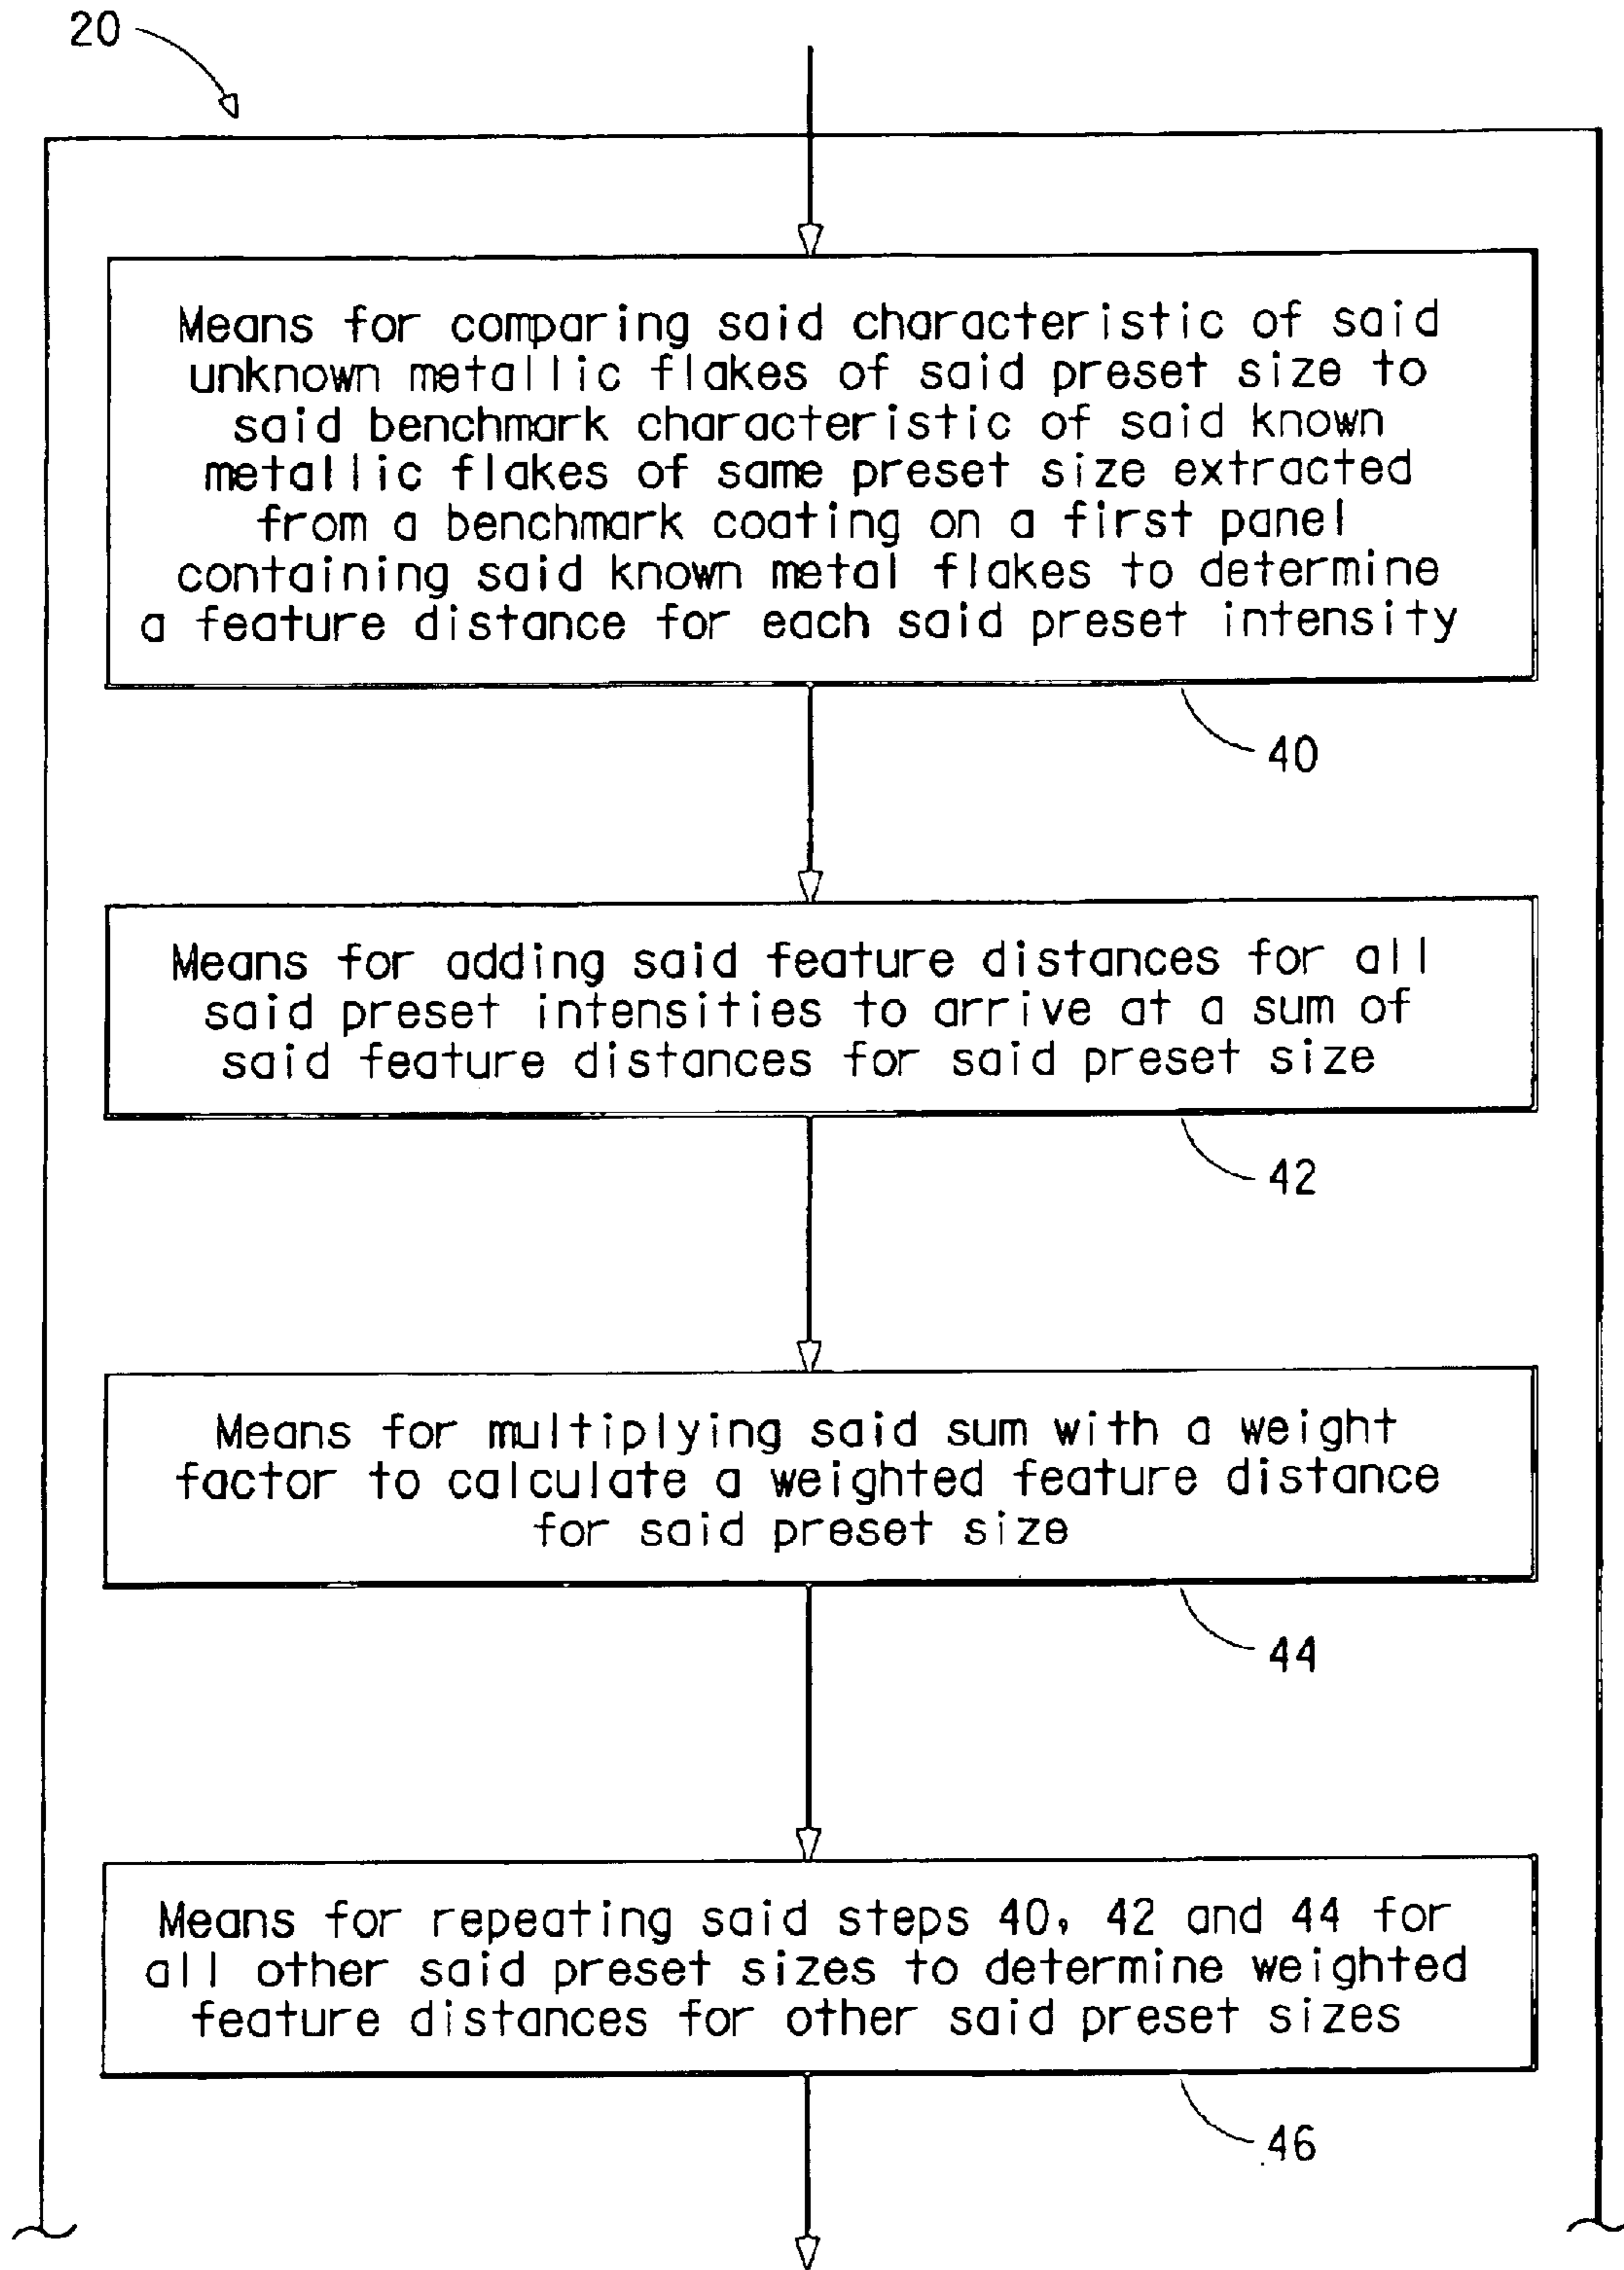 20
Means for comparing said characteristic of said
unknown metallic flakes of said preset size to
said benchmark characteristic of said known
metallic flakes of same preset size extracted
from a benchmark coating on a first panel
containing said known metal flakes to determine
a feature distance for each said preset intensity
40
Means for adding said feature distances for all
said preset intensities to arrive at a sum of
said feature distances for said preset size
42
Means for multiplying said sum with a weight
factor to calculate a weighted feature distance
for said preset size
44
Means for repeating said steps 40, 42 and 44 for
all other said preset sizes to determine weighted
feature distances for other said preset sizes
46